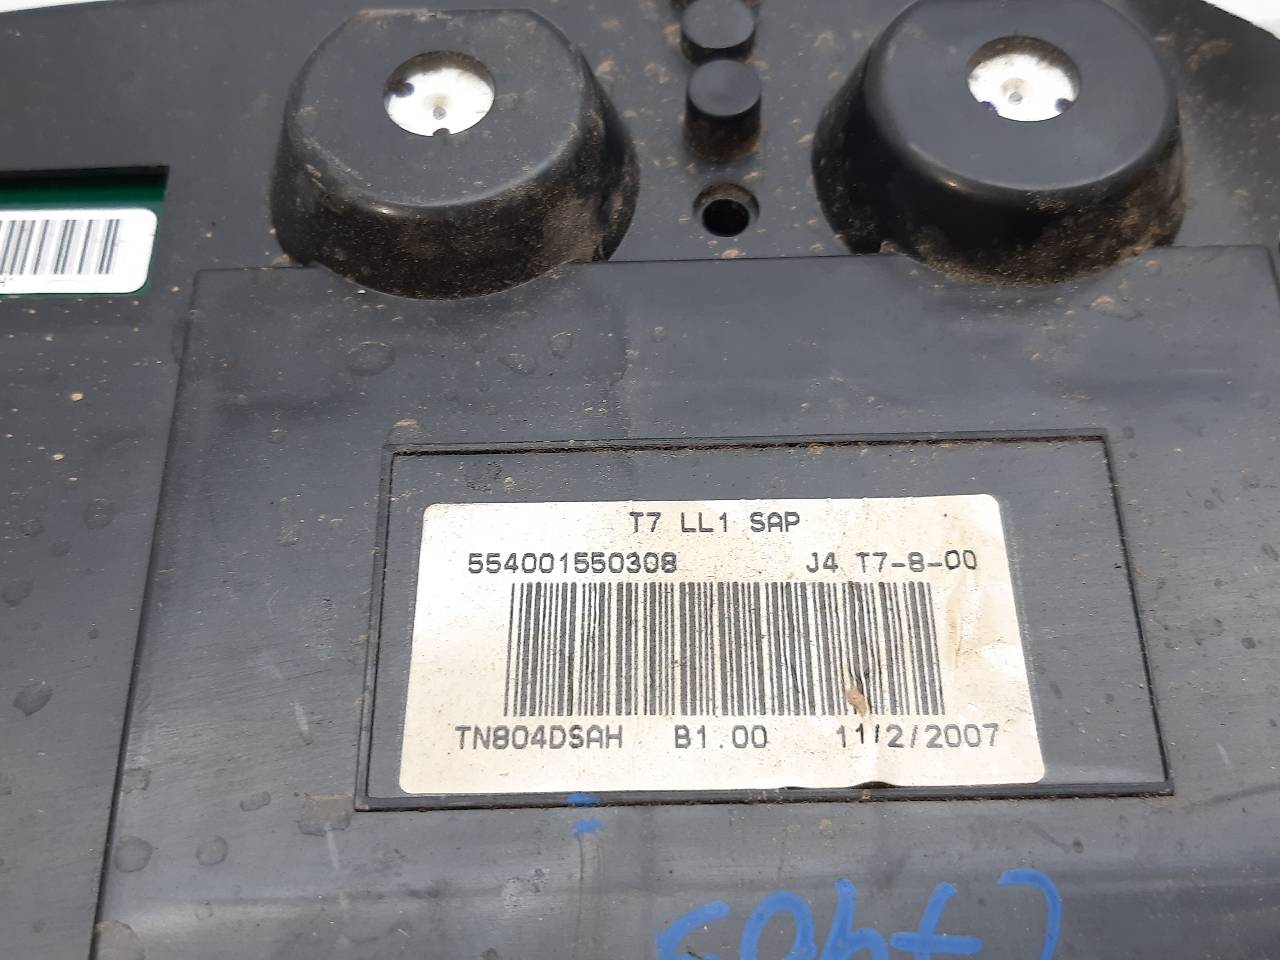 T7 LL1 SAP
554001550308 J4 T7-8-00
TN804DSAH B1.00 11/2/2007